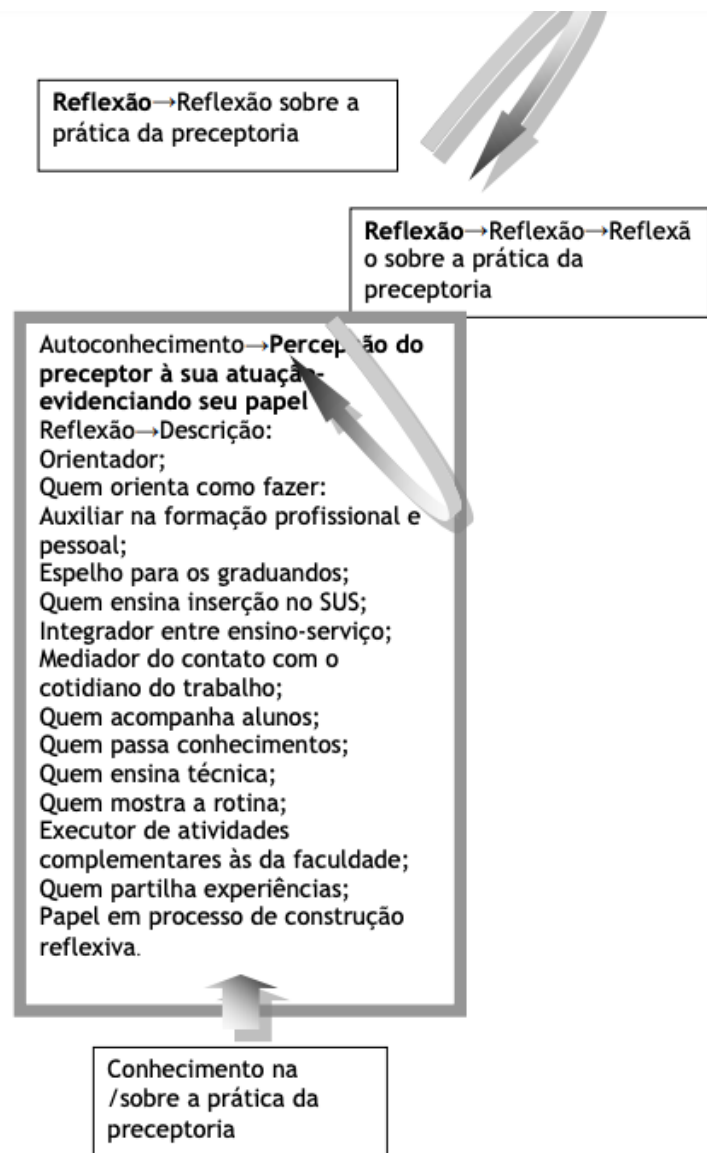 Reflexão→Reflexão sobre a
prática da preceptoria
Reflexão→Reflexão→Reflexã
o sobre a prática da
preceptoria
Autoconhecimento→Percepção do
preceptor à sua atuação-
evidenciando seu papel
Reflexão→Descrição:
Orientador;
Quem orienta como fazer:
Auxiliar na formação profissional e
pessoal;
Espelho para os graduandos;
Quem ensina inserção no SUS;
Integrador entre ensino-serviço;
Mediador do contato com o
cotidiano do trabalho;
Quem acompanha alunos;
Quem passa conhecimentos;
Quem ensina técnica;
Quem mostra a rotina;
Executor de atividades
complementares às da faculdade;
Quem partilha experiências;
Papel em processo de construção
reflexiva.
Conhecimento na
/sobre a prática da
preceptoria